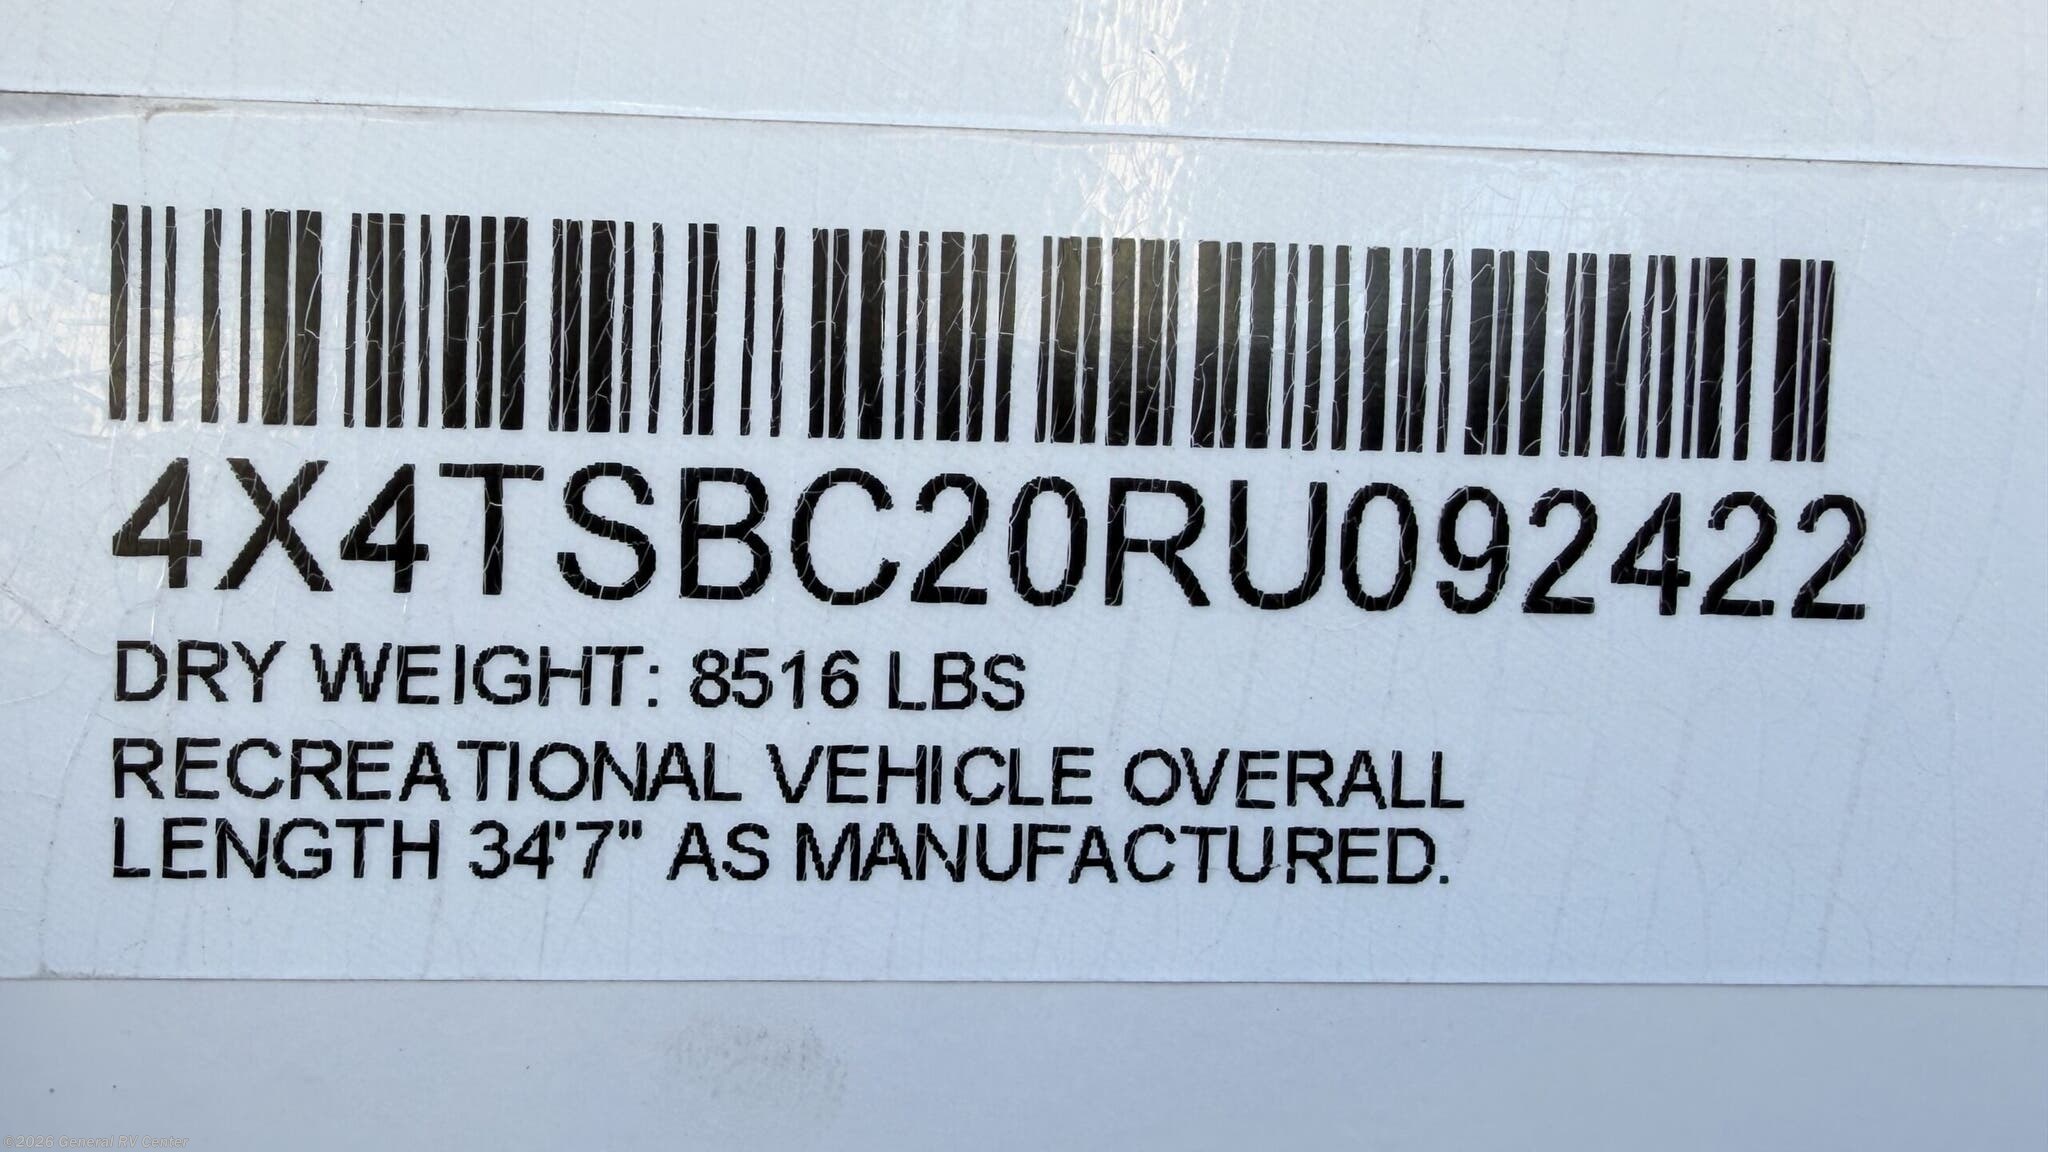 4X4TSBC20RU092422
DRY WEIGHT: 8516 LBS
RECREATIONAL VEHICLE OVERALL
LENGTH 34'7" AS MANUFACTURED.
©2026 General RV Center